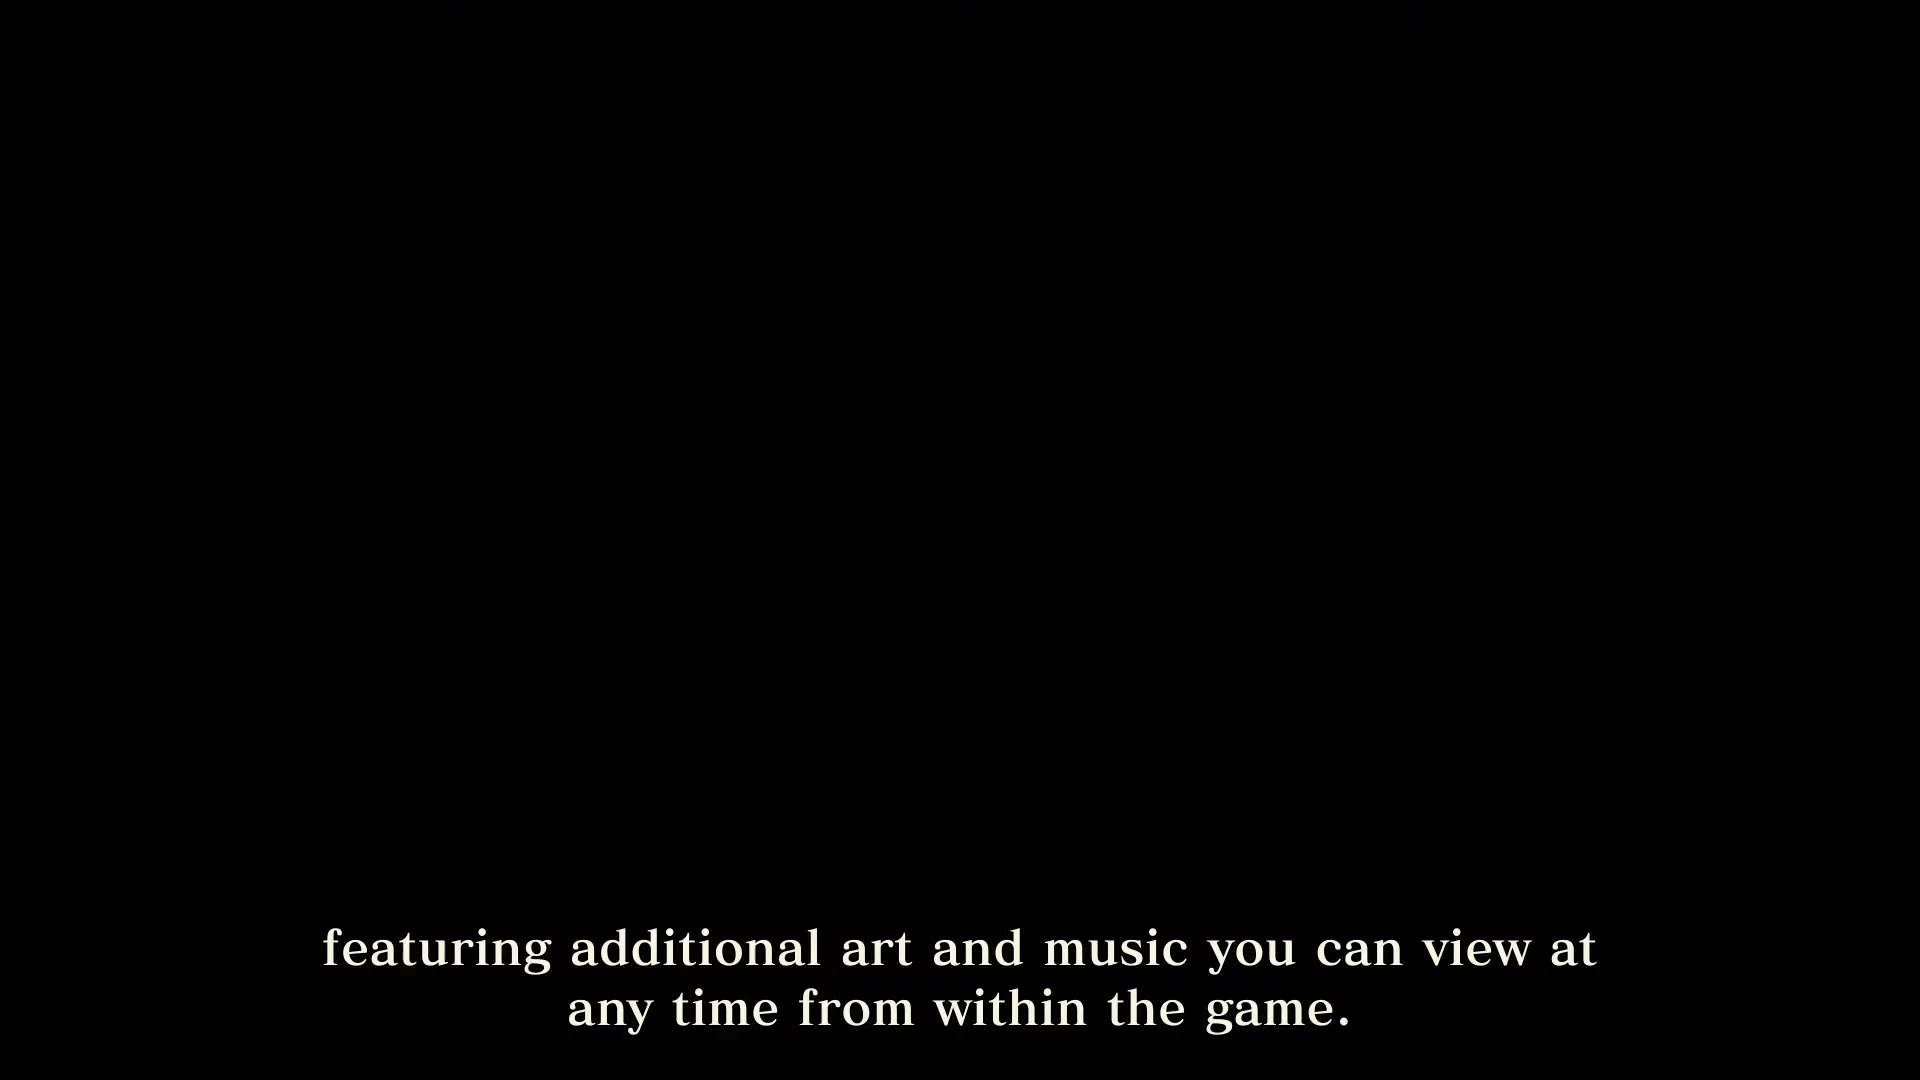 featuring additional art and music you can view at
any time from within the game.